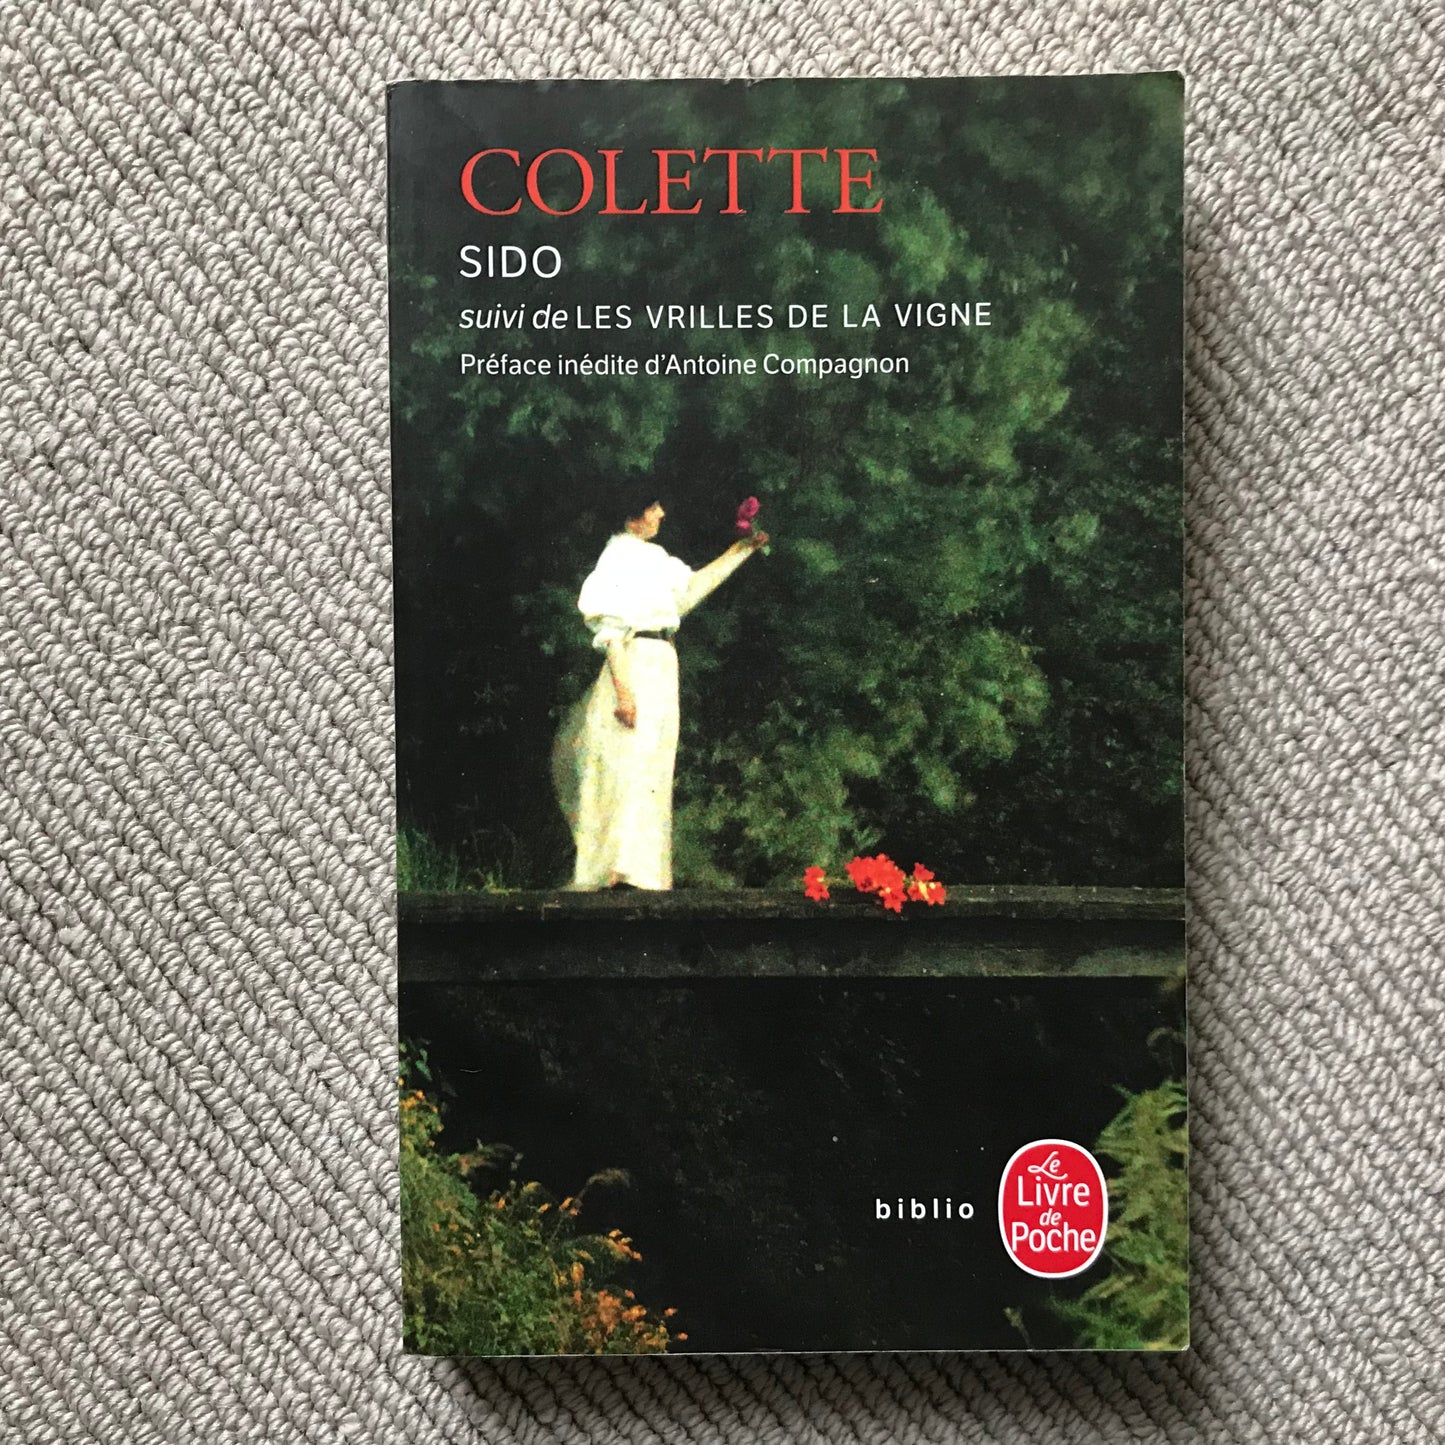 COLETTE
SIDO
suivi de LES VRILLES DE LA VIGNE
Préface inédite d'Antoine Compagnon
biblio
Le
Livre
de
Poche